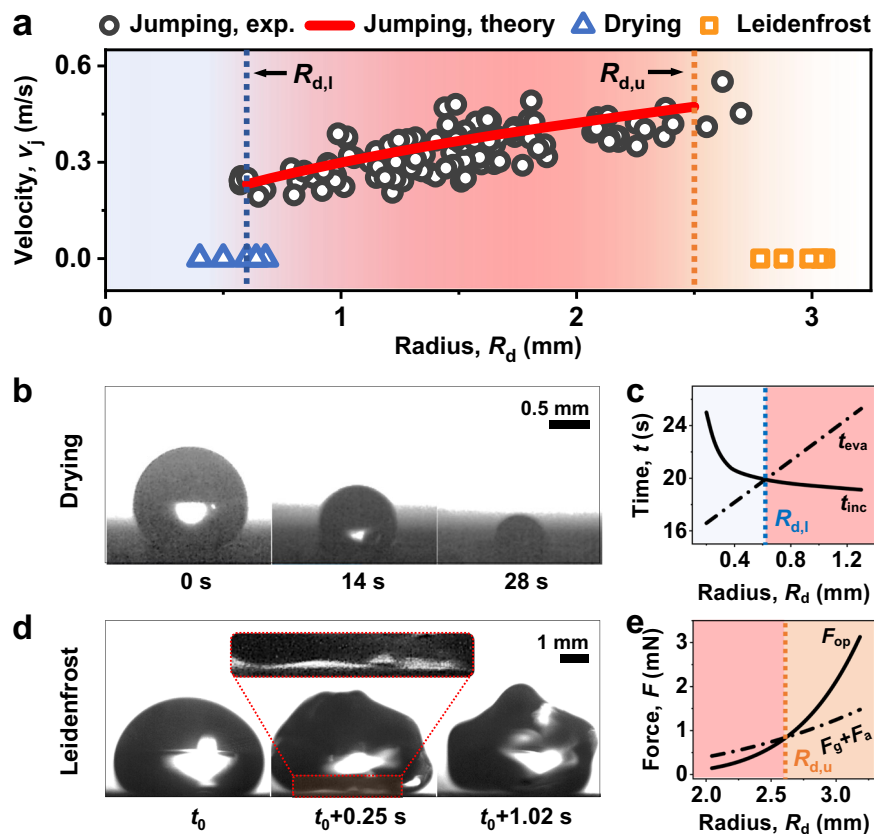 a
Jumping, exp. Jumping, theory Drying Leidenfrost
Velocity, vj (m/s)
0.6
0.3
0.0
Rd,l
Rd,u
0 1 2 3
Radius, Rd (mm)
b
Drying
0.5 mm
0 s 14 s 28 s
c
Time, t (s)
24
20
16
teva
tinc
Rd,l
0.4 0.8 1.2
Radius, Rd (mm)
d
Leidenfrost
1 mm
t0 t0+0.25 s t0+1.02 s
e
Force, F (mN)
3
2
1
0
Fop
Fg+Fa
Rd,u
2.0 2.5 3.0
Radius, Rd (mm)